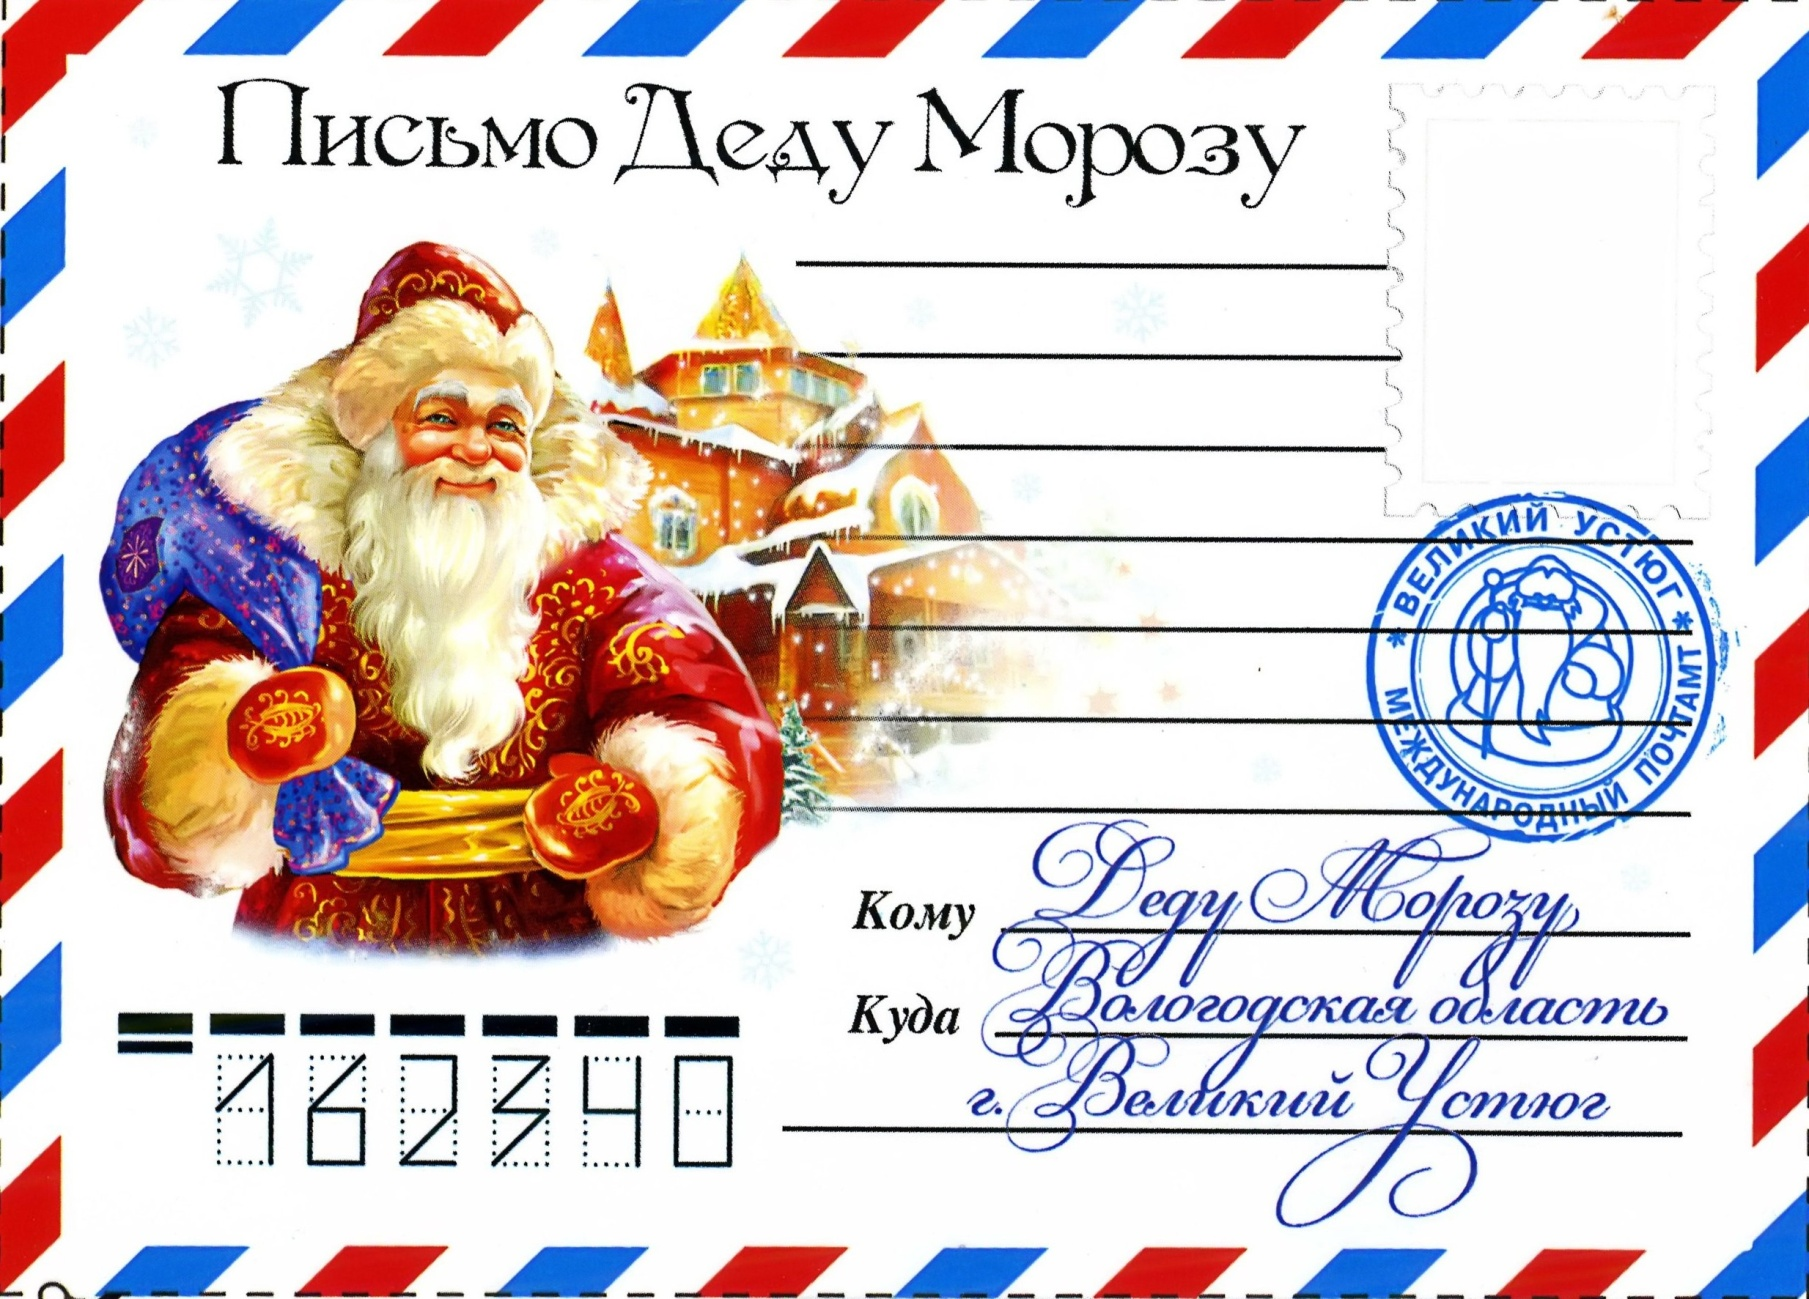 Письмо Деду Морозу
* ВЕЛИКИЙ УСТЮГ *
МЕЖДУНАРОДНЫЙ ПОЧТАМТ
Кому Деду Морозу,
Куда Вологодская область
г. Великий Устюг
162340